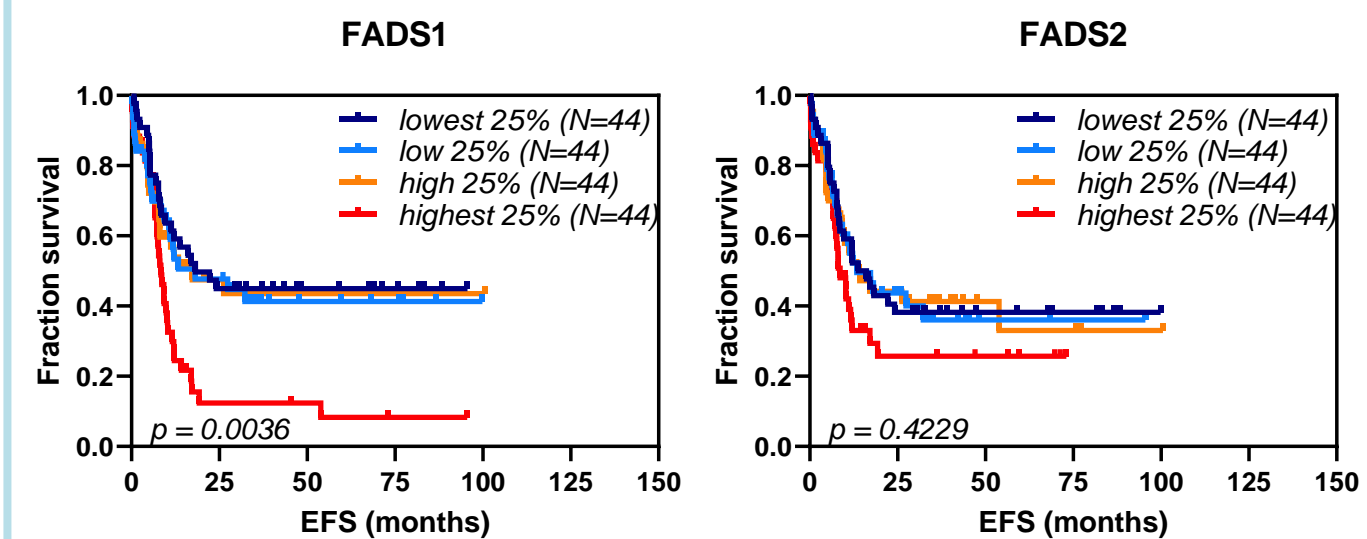 FADS1
Fraction survival
1.0
0.8
0.6
0.4
0.2
0.0
lowest 25% (N=44)
low 25% (N=44)
high 25% (N=44)
highest 25% (N=44)
p = 0.0036
0 25 50 75 100 125 150
EFS (months)
FADS2
Fraction survival
1.0
0.8
0.6
0.4
0.2
0.0
lowest 25% (N=44)
low 25% (N=44)
high 25% (N=44)
highest 25% (N=44)
p = 0.4229
0 25 50 75 100 125 150
EFS (months)